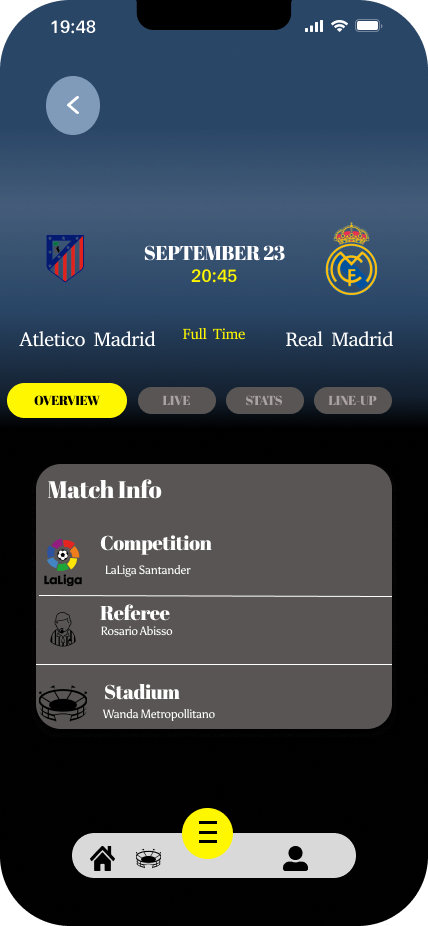 19:48
SEPTEMBER 23
20:45
Atletico Madrid
Full Time
Real Madrid
OVERVIEW
LIVE
STATS
LINE-UP
Match Info
Competition
LaLiga
LaLiga Santander
Referee
Rosario Abisso
Stadium
Wanda Metropollitano